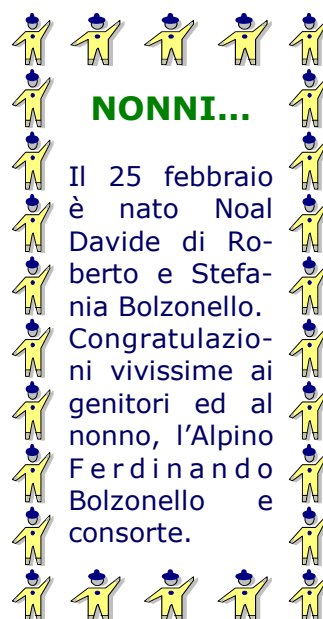 NONNI...
Il 25 febbraio
è nato Noal
Davide di Ro-
berto e Stefa-
nia Bolzonello.
Congratulazio-
ni vivissime ai
genitori ed al
nonno, l’Alpino
Ferdinando
Bolzonello e
consorte.